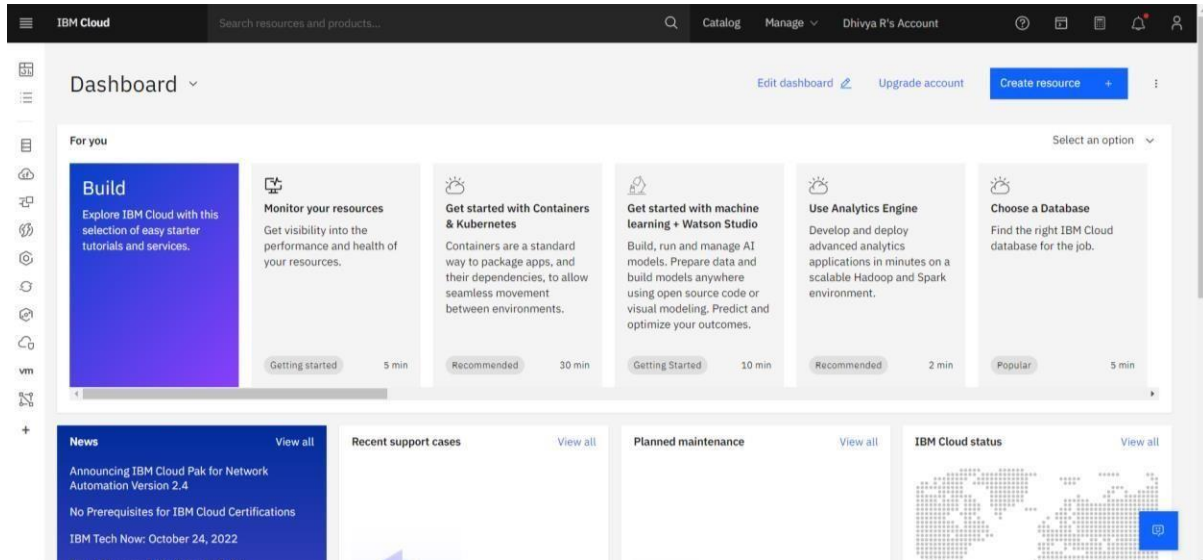 IBM Cloud
Search resources and products...
Catalog
Manage
Dhivya R's Account
Dashboard
Edit dashboard
Upgrade account
Create resource +
For you
Select an option
Build
Explore IBM Cloud with this
selection of easy starter
tutorials and services.
Monitor your resources
Get visibility into the
performance and health of
your resources.
Getting started
5 min
Get started with Containers
& Kubernetes
Containers are a standard
way to package apps, and
their dependencies, to allow
seamless movement
between environments.
Recommended
30 min
Get started with machine
learning + Watson Studio
Build, run and manage AI
models. Prepare data and
build models anywhere
using open source code or
visual modeling. Predict and
optimize your outcomes.
Getting Started
10 min
Use Analytics Engine
Develop and deploy
advanced analytics
applications in minutes on a
scalable Hadoop and Spark
environment.
Recommended
2 min
Choose a Database
Find the right IBM Cloud
database for the job.
Popular
5 min
vm
News
View all
Announcing IBM Cloud Pak for Network
Automation Version 2.4
No Prerequisites for IBM Cloud Certifications
IBM Tech Now: October 24, 2022
Recent support cases
View all
Planned maintenance
View all
IBM Cloud status
View all